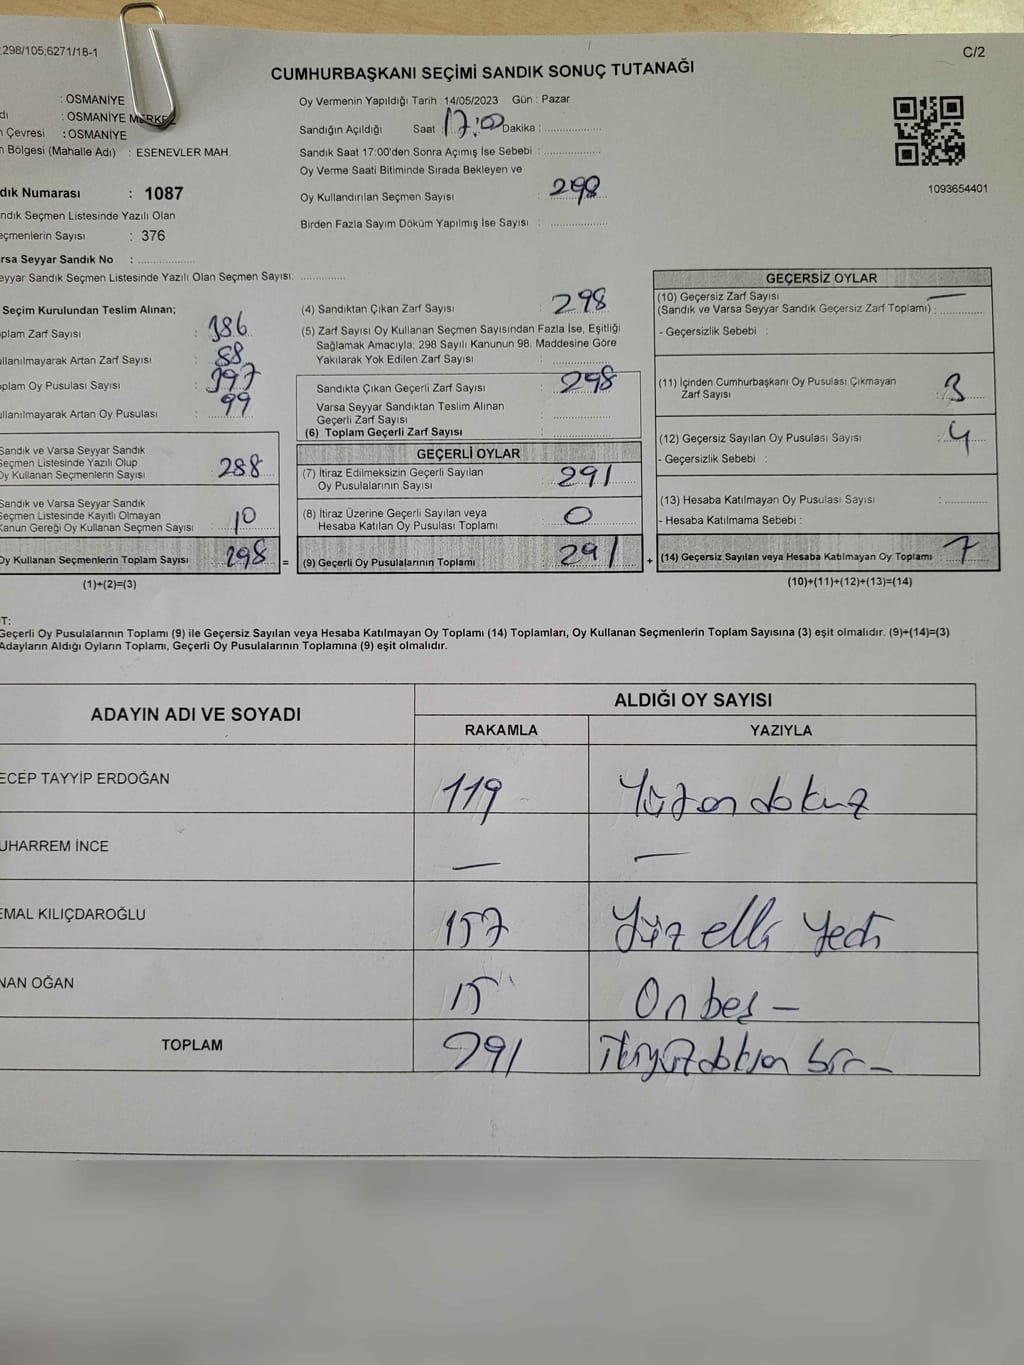 298/105;6271/18-1
C/2
CUMHURBAŞKANI SEÇİMİ SANDIK SONUÇ TUTANAĞI
: OSMANİYE
dı : OSMANİYE MERKEZ
n Çevresi : OSMANİYE
n Bölgesi (Mahalle Adı) : ESENEVLER MAH.
dık Numarası : 1087
ndık Seçmen Listesinde Yazılı Olan
eçmenlerin Sayısı : 376
rsa Seyyar Sandık No : ....................
eyyar Sandık Seçmen Listesinde Yazılı Olan Seçmen Sayısı: ...............
Oy Vermenin Yapıldığı Tarih : 14/05/2023 Gün : Pazar
Sandığın Açıldığı Saat : 17:00 Dakika : ....................
Sandık Saat 17:00'den Sonra Açımış İse Sebebi : ....................
Oy Verme Saati Bitiminde Sırada Bekleyen ve
Oy Kullandırılan Seçmen Sayısı : 298
Birden Fazla Sayım Döküm Yapılmış İse Sayısı : ....................
1093654401
Seçim Kurulundan Teslim Alınan;
plam Zarf Sayısı : 386
ullanılmayarak Artan Zarf Sayısı : 88
plam Oy Pusulası Sayısı : 397
ullanılmayarak Artan Oy Pusulası : 99
Sandık ve Varsa Seyyar Sandık
Seçmen Listesinde Yazılı Olup
Oy Kullanan Seçmenlerin Sayısı : 288
Sandık ve Varsa Seyyar Sandık
Seçmen Listesinde Kayıtlı Olmayan
Kanun Gereği Oy Kullanan Seçmen Sayısı : 10
Oy Kullanan Seçmenlerin Toplam Sayısı 298 =
(1)+(2)=(3)
(4) Sandıktan Çıkan Zarf Sayısı : 298
(5) Zarf Sayısı Oy Kullanan Seçmen Sayısından Fazla İse, Eşitliği
Sağlamak Amacıyla; 298 Sayılı Kanunun 98. Maddesine Göre
Yakılarak Yok Edilen Zarf Sayısı : ....................
Sandıkta Çıkan Geçerli Zarf Sayısı : 298
Varsa Seyyar Sandıktan Teslim Alınan
Geçerli Zarf Sayısı : ....................
(6) Toplam Geçerli Zarf Sayısı : ....................
GEÇERLİ OYLAR
(7) İtiraz Edilmeksizin Geçerli Sayılan
Oy Pusulalarının Sayısı : 291
(8) İtiraz Üzerine Geçerli Sayılan veya
Hesaba Katılan Oy Pusulası Toplamı : 0
(9) Geçerli Oy Pusulalarının Toplamı : 291 +
GEÇERSİZ OYLAR
(10) Geçersiz Zarf Sayısı
(Sandık ve Varsa Seyyar Sandık Geçersiz Zarf Toplamı) : —
- Geçersizlik Sebebi :
(11) İçinden Cumhurbaşkanı Oy Pusulası Çıkmayan
Zarf Sayısı : 3
(12) Geçersiz Sayılan Oy Pusulası Sayısı : 4
- Geçersizlik Sebebi :
(13) Hesaba Katılmayan Oy Pusulası Sayısı : ...............
- Hesaba Katılmama Sebebi :
(14) Geçersiz Sayılan veya Hesaba Katılmayan Oy Toplamı : 7
(10)+(11)+(12)+(13)=(14)
T:
Geçerli Oy Pusulalarının Toplamı (9) ile Geçersiz Sayılan veya Hesaba Katılmayan Oy Toplamı (14) Toplamları, Oy Kullanan Seçmenlerin Toplam Sayısına (3) eşit olmalıdır. (9)+(14)=(3)
Adayların Aldığı Oyların Toplamı, Geçerli Oy Pusulalarının Toplamına (9) eşit olmalıdır.
ADAYIN ADI VE SOYADI
ALDIĞI OY SAYISI
RAKAMLA YAZIYLA
ECEP TAYYİP ERDOĞAN 119 Yüzon dokuz
UHARREM İNCE — —
EMAL KILIÇDAROĞLU 157 Yüz elli Yedi
NAN OĞAN 15 On beş –
TOPLAM 291 ikiyüzdoksan bir –